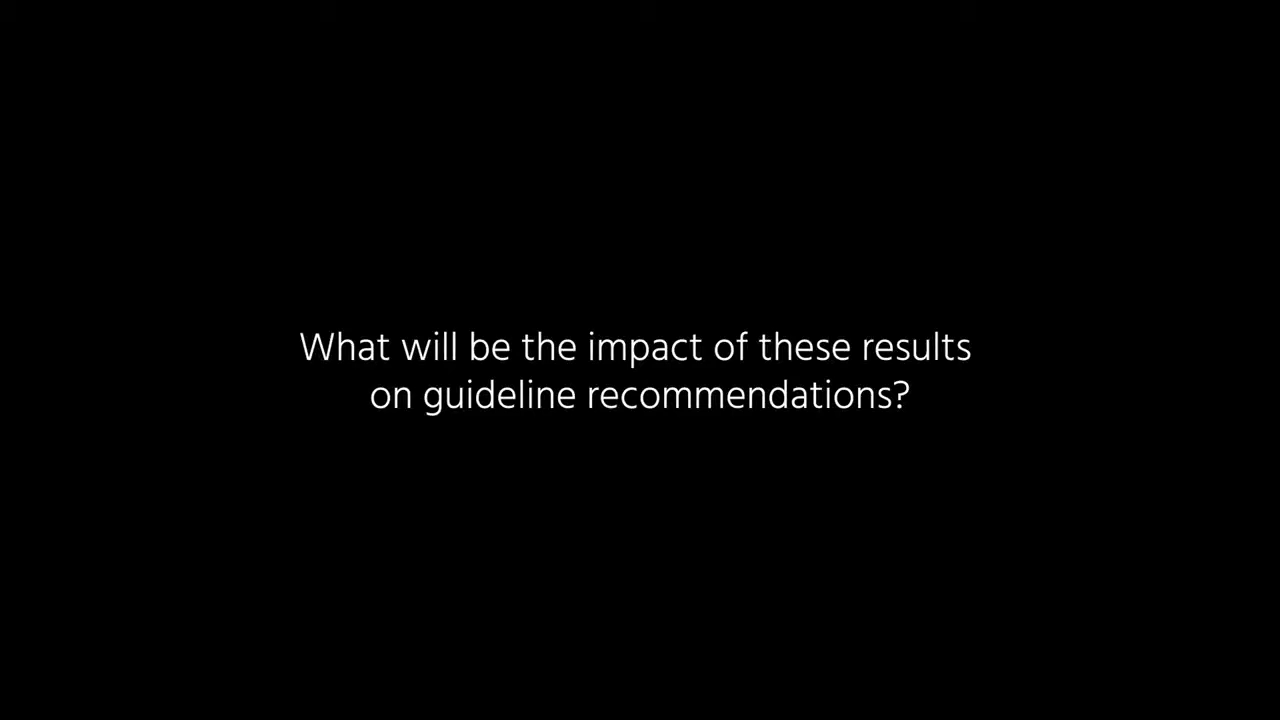 What will be the impact of these results
on guideline recommendations?